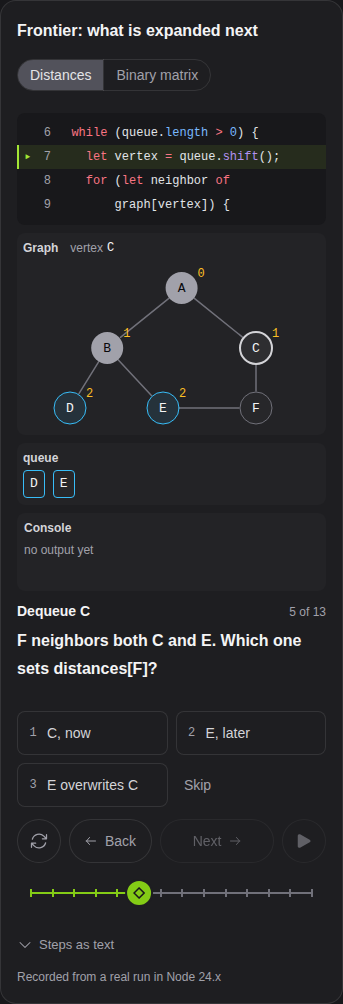 Frontier: what is expanded next
Distances Binary matrix
6 while (queue.length > 0) {
7 let vertex = queue.shift();
8 for (let neighbor of
9 graph[vertex]) {
Graph vertex C
A 0
B 1
C 1
D 2
E 2
F
queue
D E
Console
no output yet
Dequeue C 5 of 13
F neighbors both C and E. Which one
sets distances[F]?
1 C, now
2 E, later
3 E overwrites C
Skip
← Back
Next →
Steps as text
Recorded from a real run in Node 24.x